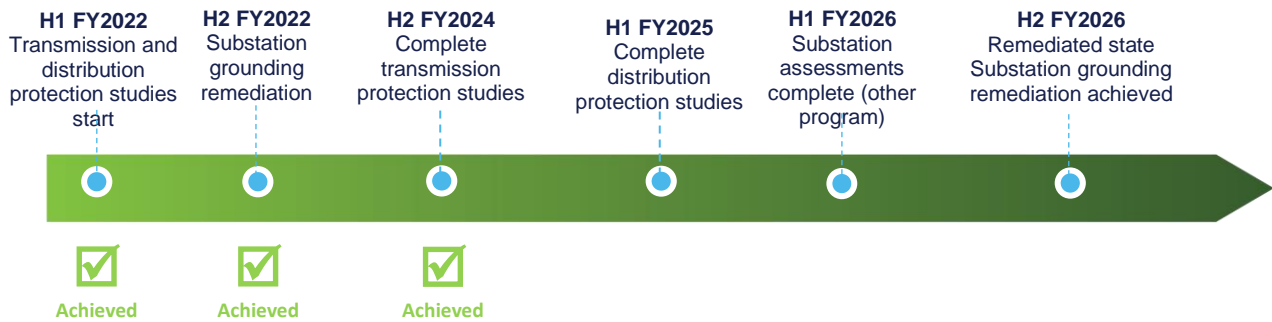 H1 FY2022
Transmission and
distribution
protection studies
start
H2 FY2022
Substation
grounding
remediation
H2 FY2024
Complete
transmission
protection studies
H1 FY2025
Complete
distribution
protection studies
H1 FY2026
Substation
assessments
complete (other
program)
H2 FY2026
Remediated state
Substation grounding
remediation achieved
Achieved
Achieved
Achieved